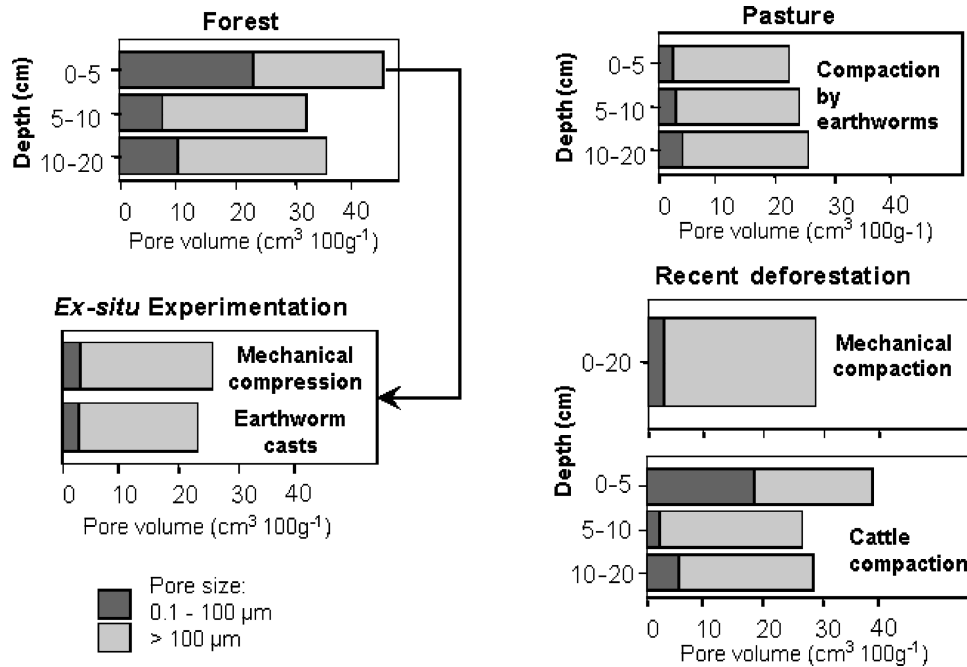 Forest
Depth (cm)
0-5
5-10
10-20
0 10 20 30 40
Pore volume (cm³ 100g⁻¹)
Pasture
Depth (cm)
0-5
5-10
10-20
Compaction
by
earthworms
0 10 20 30 40
Pore volume (cm³ 100g-1)
Ex-situ Experimentation
Mechanical
compression
Earthworm
casts
0 10 20 30 40
Pore volume (cm³ 100g⁻¹)
Recent deforestation
Depth (cm)
0-20
Mechanical
compaction
0-5
5-10
10-20
Cattle
compaction
0 10 20 30 40
Pore volume (cm³ 100g⁻¹)
Pore size:
0.1 - 100 µm
> 100 µm